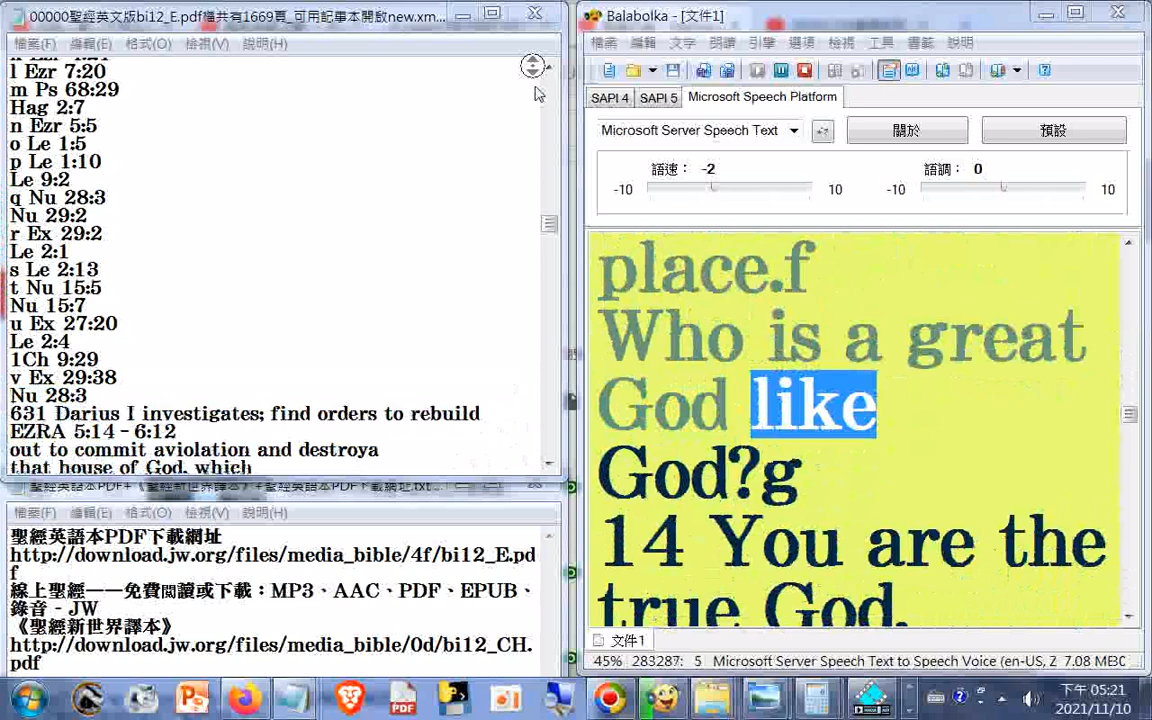 00000聖經英文版bi12_E.pdf檔共有1669頁_可用記事本開啟new.xm...
檔案(F) 編輯(E) 格式(O) 檢視(V) 說明(H)
l Ezr 7:20
m Ps 68:29
Hag 2:7
n Ezr 5:5
o Le 1:5
p Le 1:10
Le 9:2
q Nu 28:3
Nu 29:2
r Ex 29:2
Le 2:1
s Le 2:13
t Nu 15:5
Nu 15:7
u Ex 27:20
Le 2:4
1Ch 9:29
v Ex 29:38
Nu 28:3
631 Darius I investigates; find orders to rebuild
EZRA 5:14–6:12
out to commit aviolation and destroya
that house of God, which
檔案(F) 編輯(E) 格式(O) 檢視(V) 說明(H)
聖經英語本PDF下載網址
http://download.jw.org/files/media_bible/4f/bi12_E.pd
f
線上聖經——免費閱讀或下載：MP3、AAC、PDF、EPUB、
錄音 - JW
《聖經新世界譯本》
http://download.jw.org/files/media_bible/0d/bi12_CH.
pdf
Balabolka - [文件1]
檔案 編輯 文字 朗讀 引擎 選項 檢視 工具 書籤 說明
SAPI 4 SAPI 5 Microsoft Speech Platform
Microsoft Server Speech Text 關於 預設
語速： -2 語調： 0
-10 10 -10 10
place.f
Who is a great
God like
God?g
14 You are the
true God,
文件1
45% 283287: 5 Microsoft Server Speech Text to Speech Voice (en-US, Z 7.08 MB
下午 05:21
2021/11/10